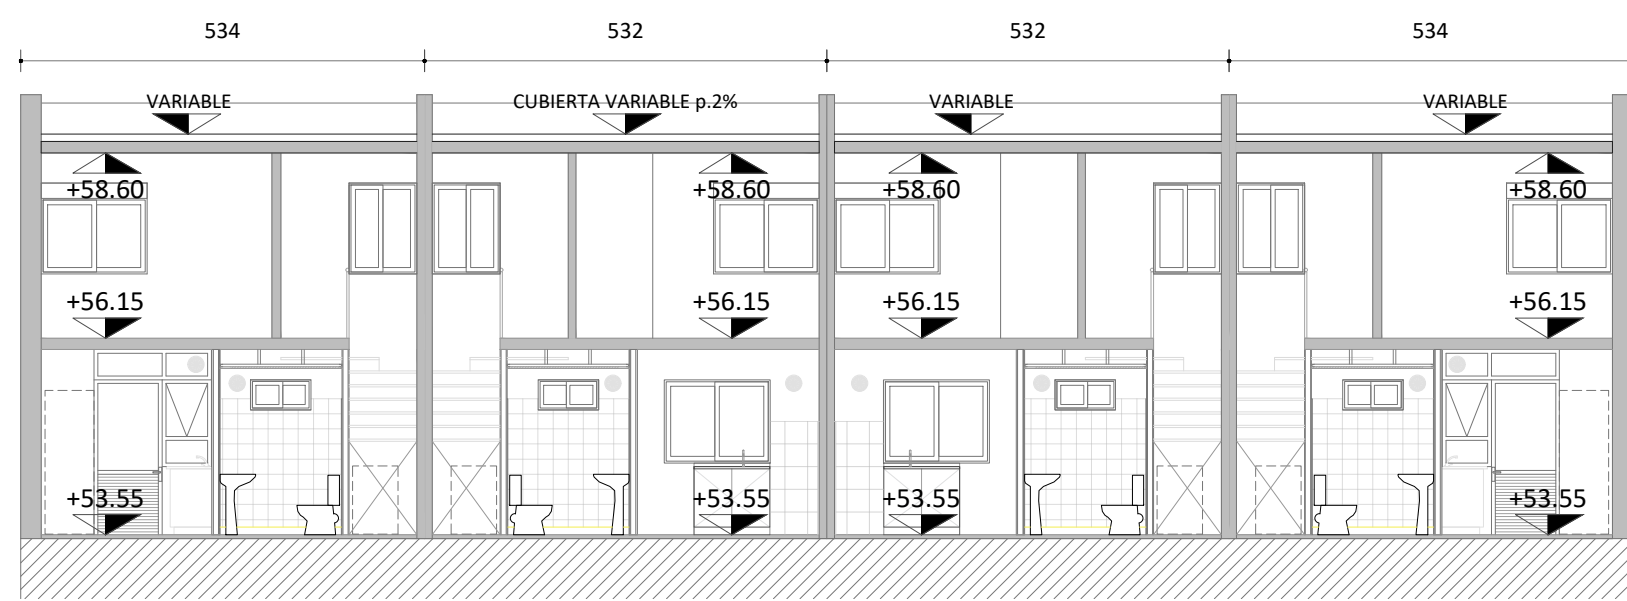 534 532 532 534
VARIABLE CUBIERTA VARIABLE p.2% VARIABLE VARIABLE
+58.60 +58.60 +58.60 +58.60
+56.15 +56.15 +56.15 +56.15
+53.55 +53.55 +53.55 +53.55